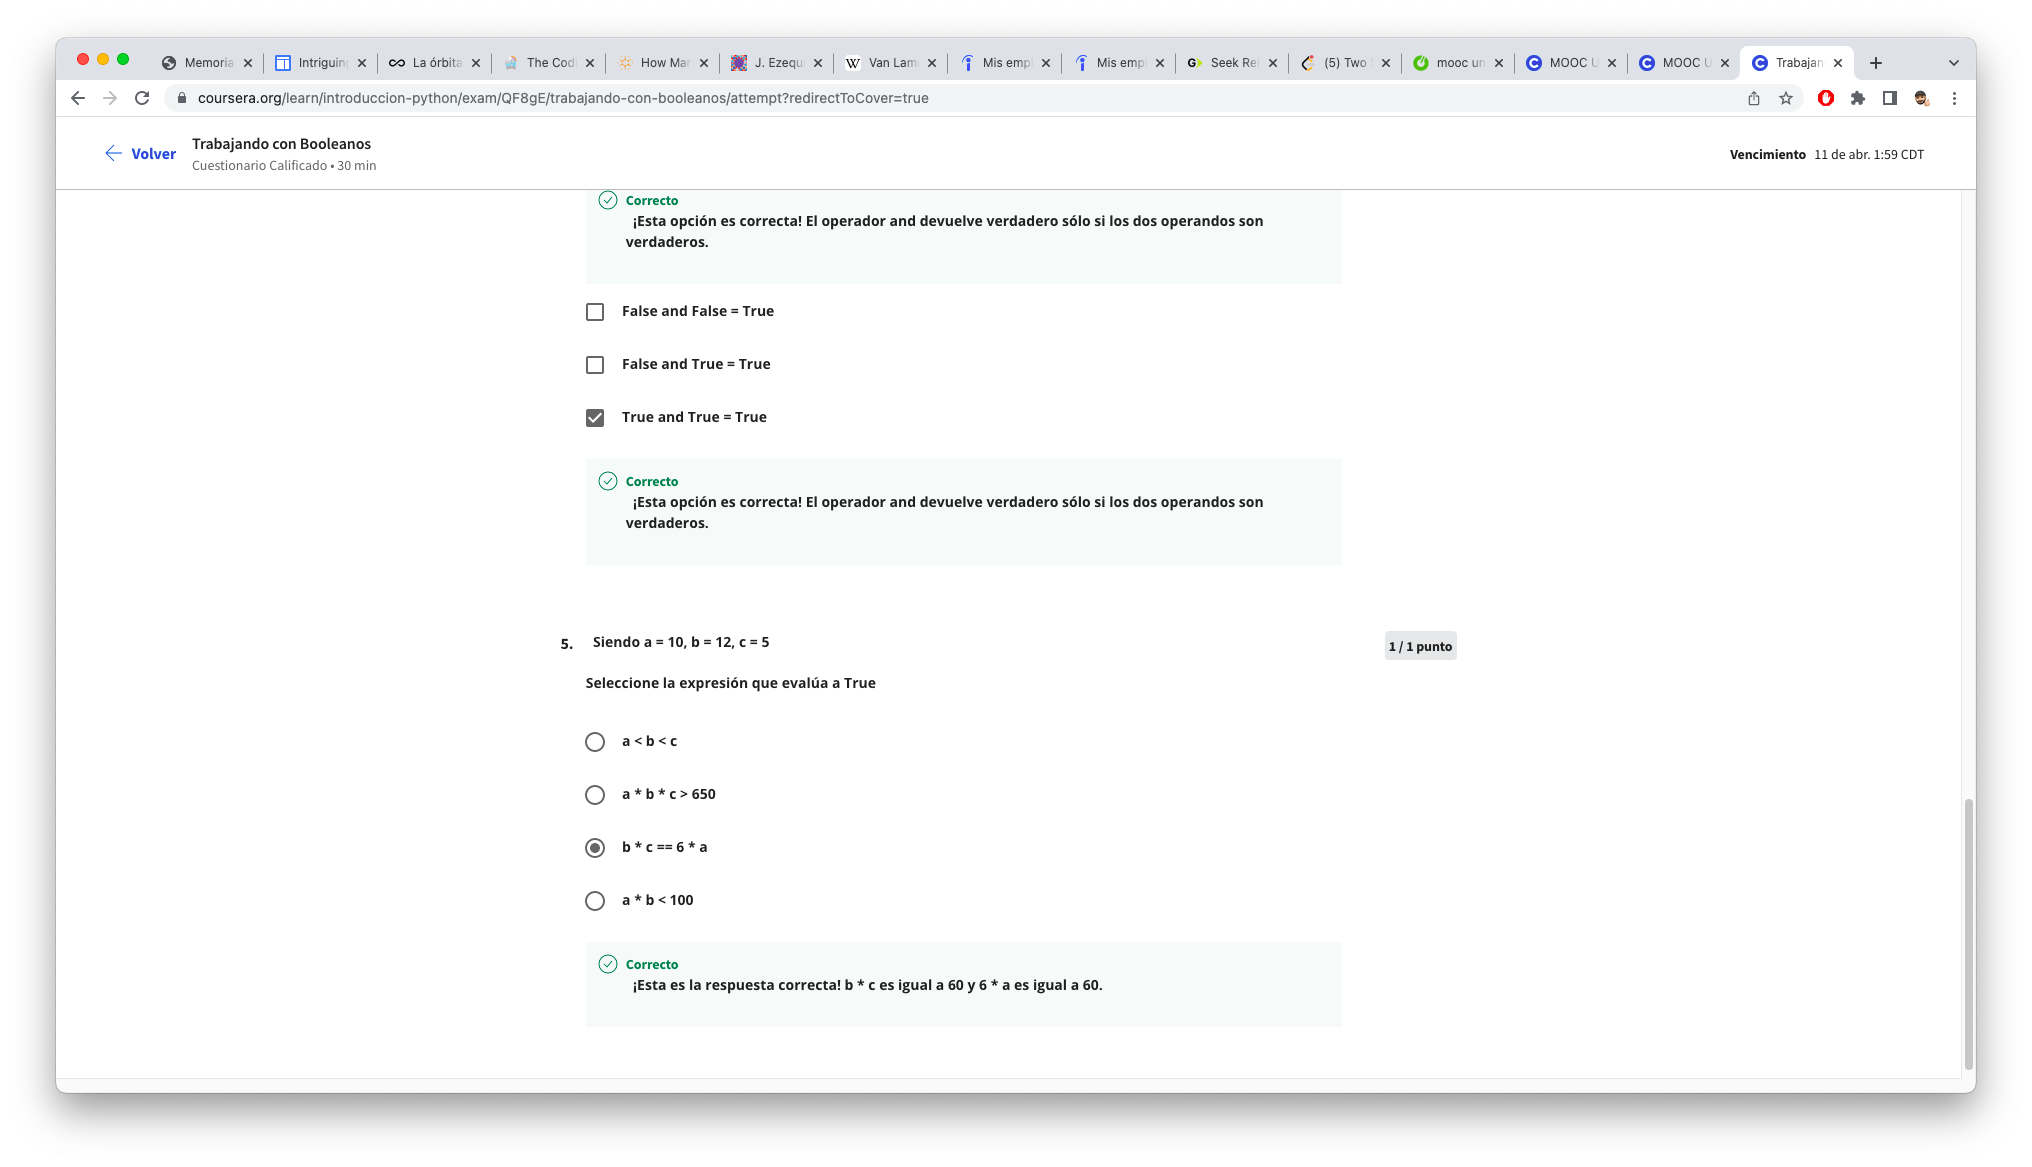 Memoria
Intriguing
La órbita
The Cod
How Mar
J. Ezequi
Van Lam
Mis emp
Mis emp
Seek Re
(5) Two
mooc un
MOOC U
MOOC U
Trabajan
coursera.org/learn/introduccion-python/exam/QF8gE/trabajando-con-booleanos/attempt?redirectToCover=true
Volver
Trabajando con Booleanos
Cuestionario Calificado • 30 min
Vencimiento 11 de abr. 1:59 CDT
Correcto
¡Esta opción es correcta! El operador and devuelve verdadero sólo si los dos operandos son
verdaderos.
False and False = True
False and True = True
True and True = True
Correcto
¡Esta opción es correcta! El operador and devuelve verdadero sólo si los dos operandos son
verdaderos.
5. Siendo a = 10, b = 12, c = 5
1 / 1 punto
Seleccione la expresión que evalúa a True
a < b < c
a * b * c > 650
b * c == 6 * a
a * b < 100
Correcto
¡Esta es la respuesta correcta! b * c es igual a 60 y 6 * a es igual a 60.